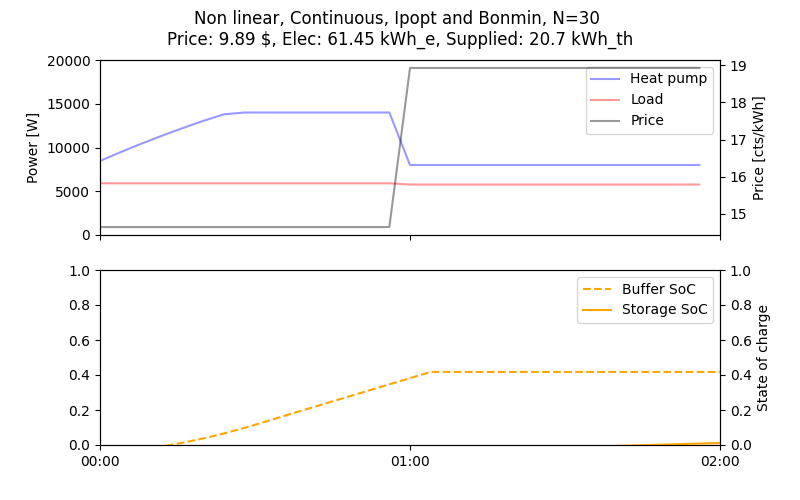 Non linear, Continuous, Ipopt and Bonmin, N=30
Price: 9.89 $, Elec: 61.45 kWh_e, Supplied: 20.7 kWh_th
20000
15000
10000
5000
0
Power [W]
Heat pump
Load
Price
19
18
17
16
15
Price [cts/kWh]
1.0
0.8
0.6
0.4
0.2
0.0
Buffer SoC
Storage SoC
1.0
0.8
0.6
0.4
0.2
0.0
State of charge
00:00
01:00
02:00